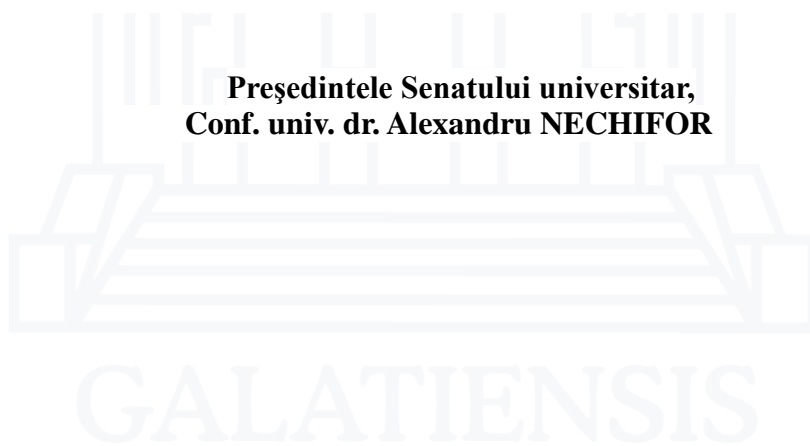 Preşedintele Senatului universitar,
Conf. univ. dr. Alexandru NECHIFOR
GALATIENSIS